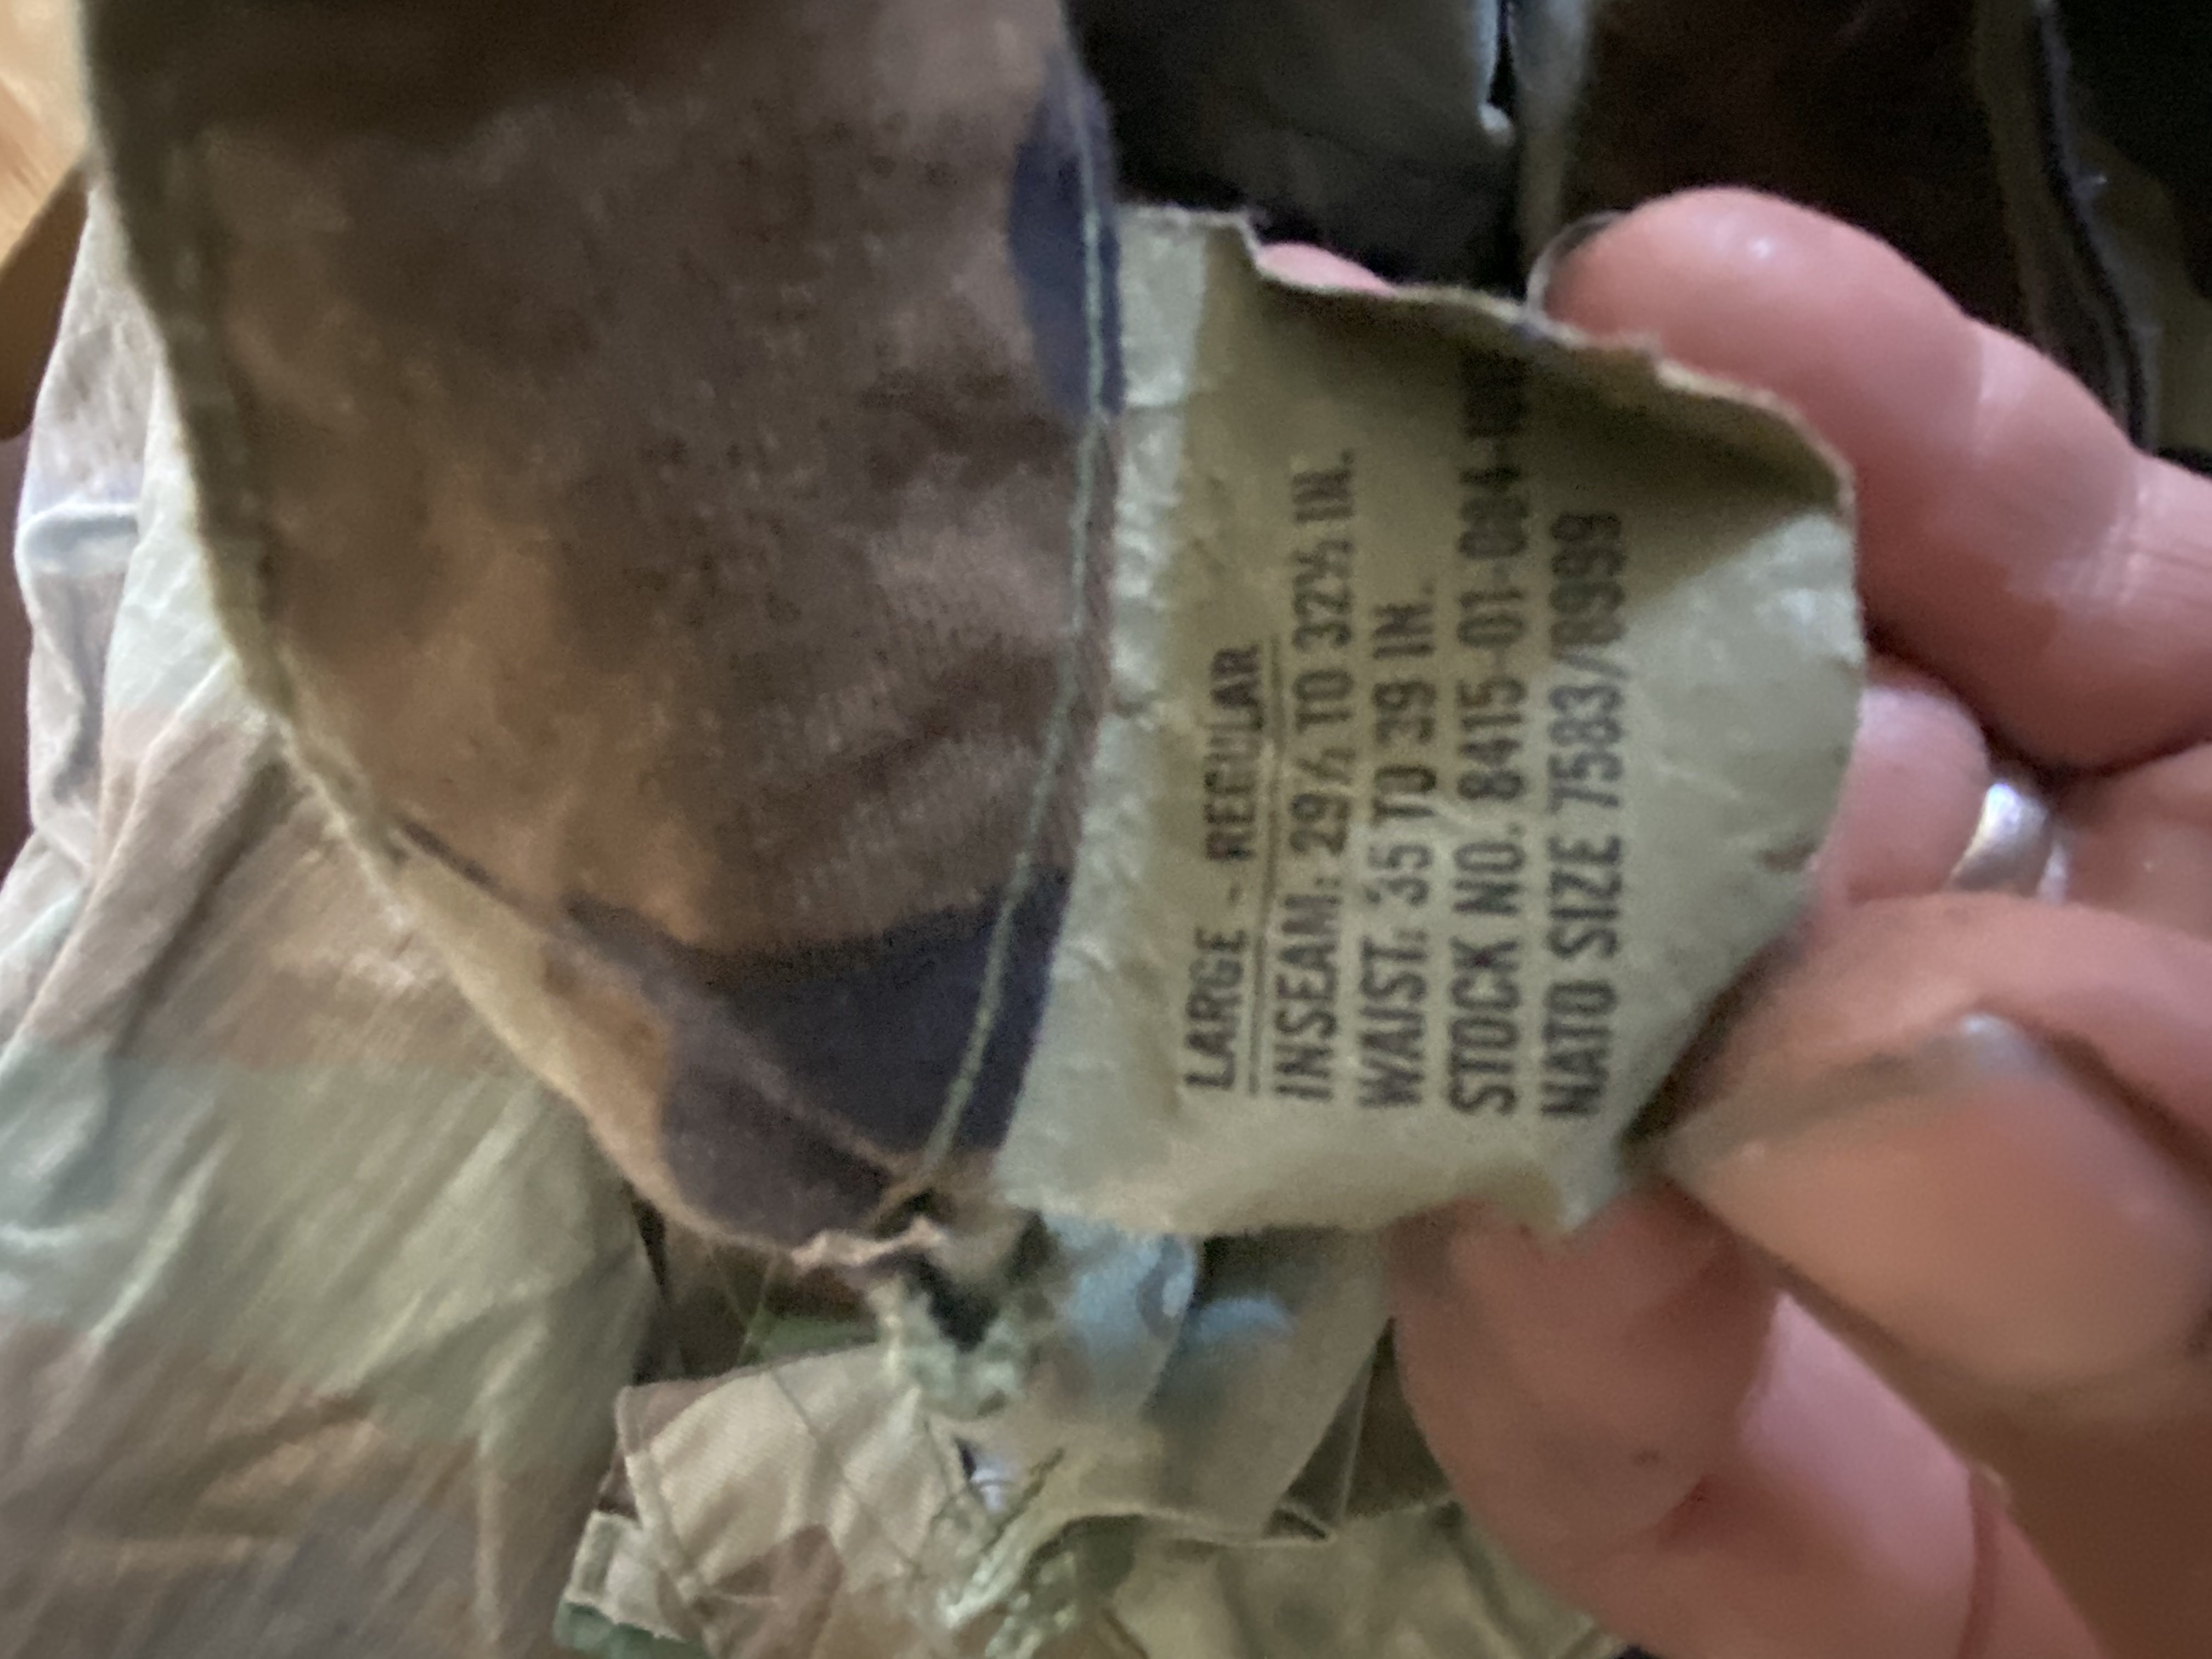 LARGE - REGULAR
INSEAM: 29½ TO 32½ IN.
WAIST: 35 TO 39 IN.
STOCK NO. 8415-01-084-
NATO SIZE 7583/8999